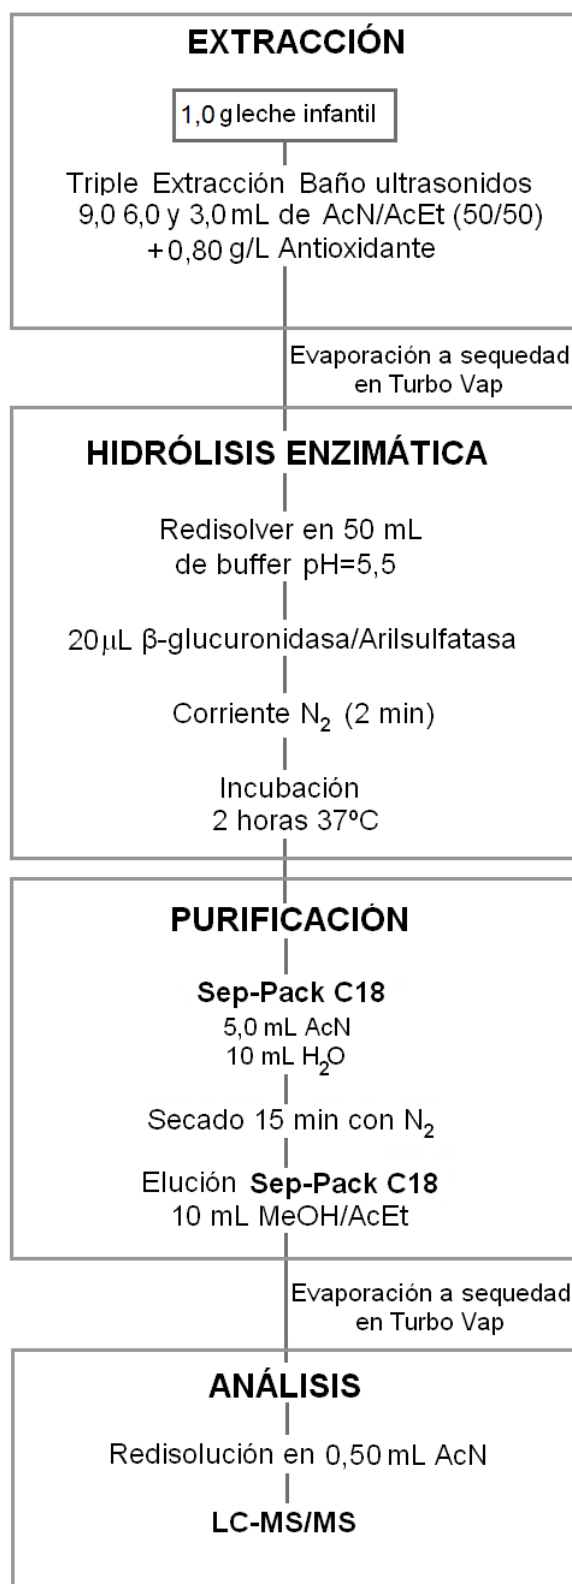 EXTRACCIÓN
1,0 gleche infantil
Triple Extracción Baño ultrasonidos
9,0 6,0 y 3,0 mL de AcN/AcEt (50/50)
+0,80 g/L Antioxidante
Evaporación a sequedad
en Turbo Vap
HIDRÓLISIS ENZIMÁTICA
Redisolver en 50 mL
de buffer pH=5,5
20 µL β-glucuronidasa/Arilsulfatasa
Corriente N₂ (2 min)
Incubación
2 horas 37ºC
PURIFICACIÓN
Sep-Pack C18
5,0 mL AcN
10 mL H₂O
Secado 15 min con N₂
Elución Sep-Pack C18
10 mL MeOH/AcEt
Evaporación a sequedad
en Turbo Vap
ANÁLISIS
Redisolución en 0,50 mL AcN
LC-MS/MS